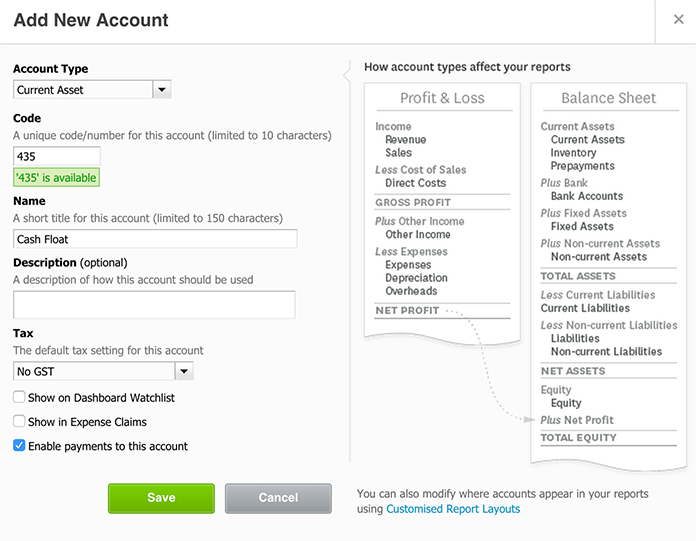 Add New Account
×
Account Type
Current Asset
Code
A unique code/number for this account (limited to 10 characters)
435
'435' is available
Name
A short title for this account (limited to 150 characters)
Cash Float
Description (optional)
A description of how this account should be used
Tax
The default tax setting for this account
No GST
Show on Dashboard Watchlist
Show in Expense Claims
Enable payments to this account
Save
Cancel
How account types affect your reports
Profit & Loss
Income
Revenue
Sales
Less Cost of Sales
Direct Costs
GROSS PROFIT
Plus Other Income
Other Income
Less Expenses
Expenses
Depreciation
Overheads
NET PROFIT
Balance Sheet
Current Assets
Current Assets
Inventory
Prepayments
Plus Bank
Bank Accounts
Plus Fixed Assets
Fixed Assets
Plus Non-current Assets
Non-current Assets
TOTAL ASSETS
Less Current Liabilities
Current Liabilities
Less Non-current Liabilities
Liabilities
Non-current Liabilities
NET ASSETS
Equity
Equity
Plus Net Profit
TOTAL EQUITY
You can also modify where accounts appear in your reports
using Customised Report Layouts